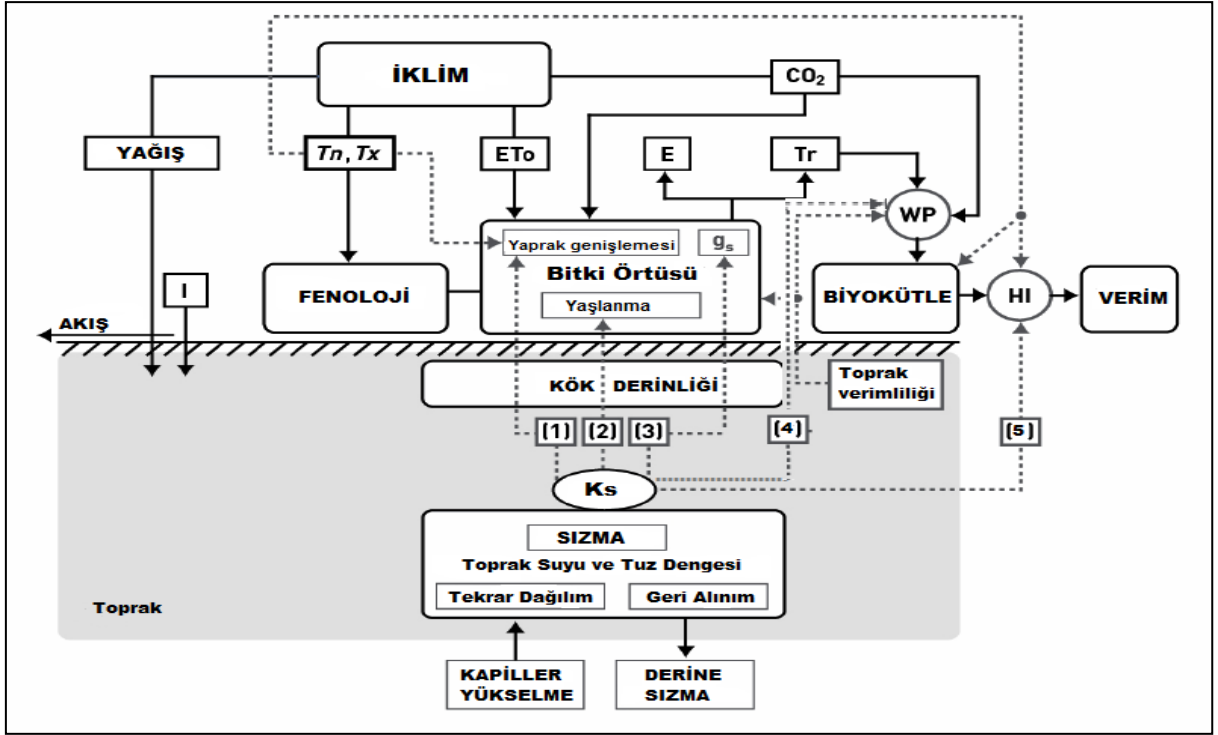 İKLİM
CO₂
YAĞIŞ
Tn, Tx
ETo
E
Tr
WP
Yaprak genişlemesi
gs
Bitki Örtüsü
Yaşlanma
I
FENOLOJİ
BİYOKÜTLE
HI
VERİM
AKIŞ
KÖK DERİNLİĞİ
Toprak
verimliliği
(1)
(2)
(3)
(4)
(5)
Ks
SIZMA
Toprak Suyu ve Tuz Dengesi
Tekrar Dağılım
Geri Alınım
Toprak
KAPİLLER
YÜKSELME
DERİNE
SIZMA